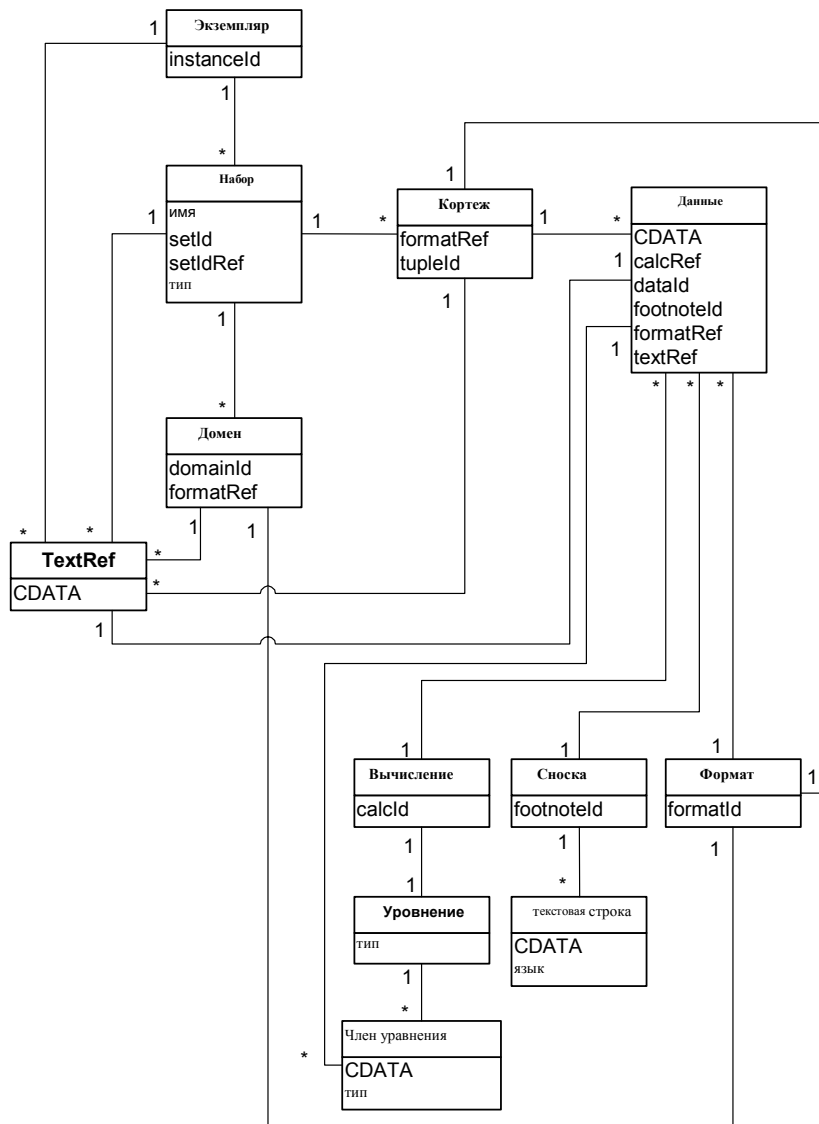 1
Экземпляр
instanceId
1
*
1
Набор
имя
setId
setIdRef
тип
1
*
1
Кортеж
formatRef
tupleId
1
1
*
Данные
CDATA
calcRef
dataId
footnoteId
formatRef
textRef
1
1
*
*
*
1
*
Домен
domainId
formatRef
1
1
*
*
*
*
TextRef
CDATA
1
1
Вычисление
calcId
1
1
Сноска
footnoteId
1
1
Формат
formatId
1
1
1
Уровнение
тип
1
*
текстовая строка
CDATA
язык
*
*
Член уравнения
CDATA
тип